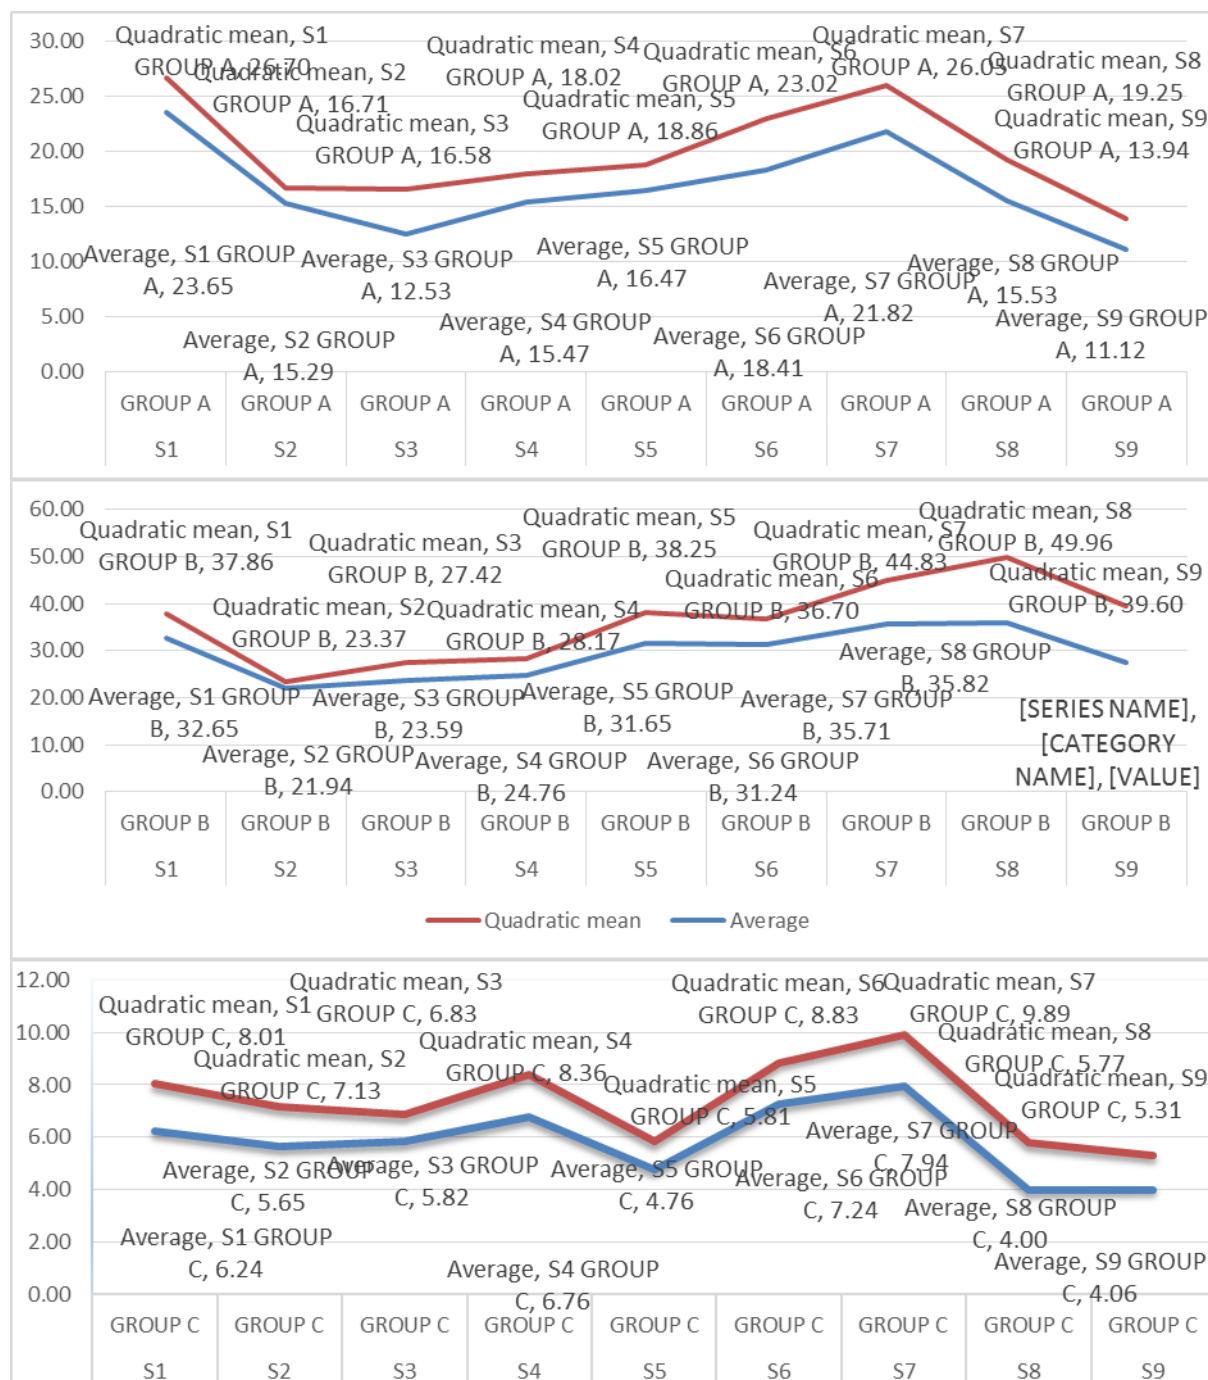 30.00
25.00
20.00
15.00
10.00
5.00
0.00
Quadratic mean, S1
GROUP A, 26.70
Quadratic mean, S2
GROUP A, 16.71
Quadratic mean, S3
GROUP A, 16.58
Quadratic mean, S4
GROUP A, 18.02
Quadratic mean, S5
GROUP A, 18.86
Quadratic mean, S6
GROUP A, 23.02
Quadratic mean, S7
GROUP A, 26.05
Quadratic mean, S8
GROUP A, 19.25
Quadratic mean, S9
GROUP A, 13.94
Average, S1 GROUP
A, 23.65
Average, S2 GROUP
A, 15.29
Average, S3 GROUP
A, 12.53
Average, S4 GROUP
A, 15.47
Average, S5 GROUP
A, 16.47
Average, S6 GROUP
A, 18.41
Average, S7 GROUP
A, 21.82
Average, S8 GROUP
A, 15.53
Average, S9 GROUP
A, 11.12
GROUP A GROUP A GROUP A GROUP A GROUP A GROUP A GROUP A GROUP A GROUP A
S1 S2 S3 S4 S5 S6 S7 S8 S9
60.00
50.00
40.00
30.00
20.00
10.00
0.00
Quadratic mean, S1
GROUP B, 37.86
Quadratic mean, S2
GROUP B, 23.37
Quadratic mean, S3
GROUP B, 27.42
Quadratic mean, S4
GROUP B, 28.17
Quadratic mean, S5
GROUP B, 38.25
Quadratic mean, S6
GROUP B, 36.70
Quadratic mean, S7
GROUP B, 44.83
Quadratic mean, S8
GROUP B, 49.96
Quadratic mean, S9
GROUP B, 39.60
Average, S1 GROUP
B, 32.65
Average, S2 GROUP
B, 21.94
Average, S3 GROUP
B, 23.59
Average, S4 GROUP
B, 24.76
Average, S5 GROUP
B, 31.65
Average, S6 GROUP
B, 31.24
Average, S7 GROUP
B, 35.71
Average, S8 GROUP
B, 35.82
[SERIES NAME],
[CATEGORY
NAME], [VALUE]
GROUP B GROUP B GROUP B GROUP B GROUP B GROUP B GROUP B GROUP B GROUP B
S1 S2 S3 S4 S5 S6 S7 S8 S9
Quadratic mean Average
12.00
10.00
8.00
6.00
4.00
2.00
0.00
Quadratic mean, S1
GROUP C, 8.01
Quadratic mean, S2
GROUP C, 7.13
Quadratic mean, S3
GROUP C, 6.83
Quadratic mean, S4
GROUP C, 8.36
Quadratic mean, S5
GROUP C, 5.81
Quadratic mean, S6
GROUP C, 8.83
Quadratic mean, S7
GROUP C, 9.89
Quadratic mean, S8
GROUP C, 5.77
Quadratic mean, S9
GROUP C, 5.31
Average, S1 GROUP
C, 6.24
Average, S2 GROUP
C, 5.65
Average, S3 GROUP
C, 5.82
Average, S4 GROUP
C, 6.76
Average, S5 GROUP
C, 4.76
Average, S6 GROUP
C, 7.24
Average, S7 GROUP
C, 7.94
Average, S8 GROUP
C, 4.00
Average, S9 GROUP
C, 4.06
GROUP C GROUP C GROUP C GROUP C GROUP C GROUP C GROUP C GROUP C GROUP C
S1 S2 S3 S4 S5 S6 S7 S8 S9